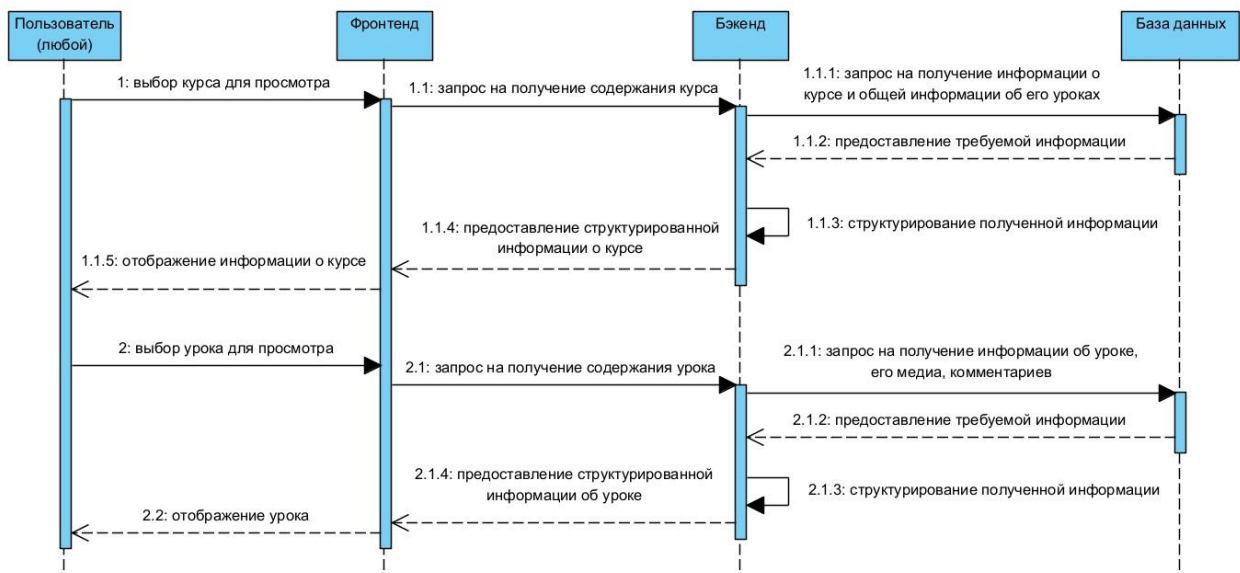 Пользователь
(любой)
Фронтенд
Бэкенд
База данных
1: выбор курса для просмотра
1.1: запрос на получение содержания курса
1.1.1: запрос на получение информации о
курсе и общей информации об его уроках
1.1.2: предоставление требуемой информации
1.1.3: структурирование полученной информации
1.1.4: предоставление структурированной
информации о курсе
1.1.5: отображение информации о курсе
2: выбор урока для просмотра
2.1: запрос на получение содержания урока
2.1.1: запрос на получение информации об уроке,
его медиа, комментариев
2.1.2: предоставление требуемой информации
2.1.3: структурирование полученной информации
2.1.4: предоставление структурированной
информации об уроке
2.2: отображение урока